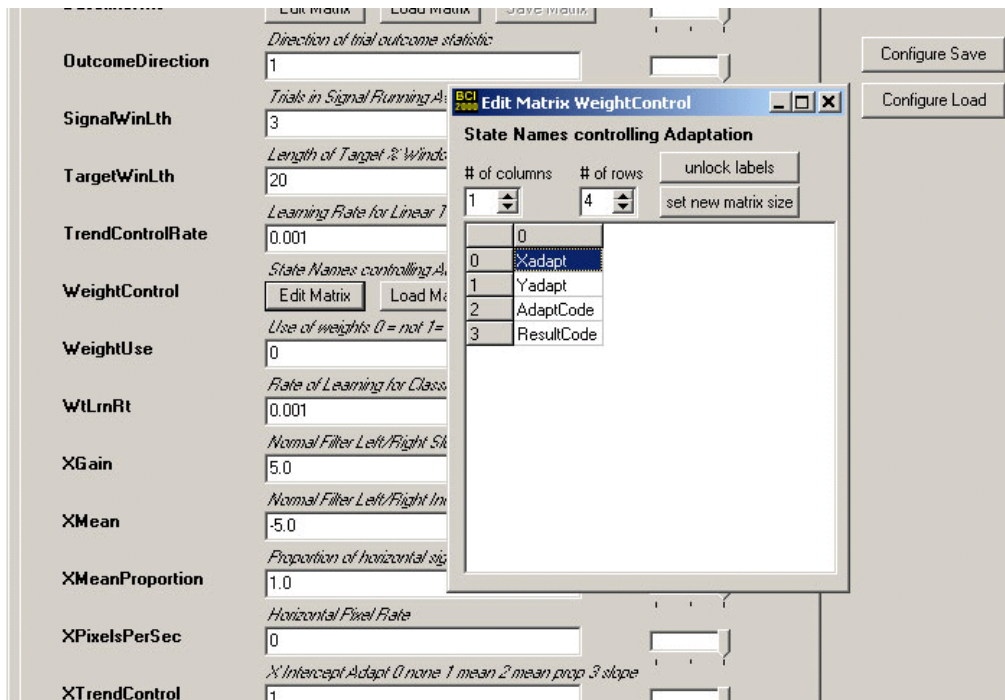 Edit Matrix Load Matrix Save Matrix
Direction of trial outcome statistic
OutcomeDirection
1
Configure Save
Configure Load
Trials in Signal Running
SignalWinLth
3
Length of Target % Windo
TargetWinLth
20
Learning Rate for Linear T
TrendControlRate
0.001
State Names controlling A
WeightControl
Edit Matrix Load Ma
Use of weights 0 = not 1=
WeightUse
0
Rate of Learning for Class
WtLrnRt
0.001
Normal Filter Left/Right Sl
XGain
5.0
Normal Filter Left/Right In
XMean
-5.0
Proportion of horizontal sig
XMeanProportion
1.0
Horizontal Pixel Rate
XPixelsPerSec
0
X Intercept Adapt 0 none 1 mean 2 mean prop 3 slope
XTrendControl
1
BCI 2000 Edit Matrix WeightControl
State Names controlling Adaptation
# of columns # of rows unlock labels
1 4 set new matrix size
0
0 Xadapt
1 Yadapt
2 AdaptCode
3 ResultCode